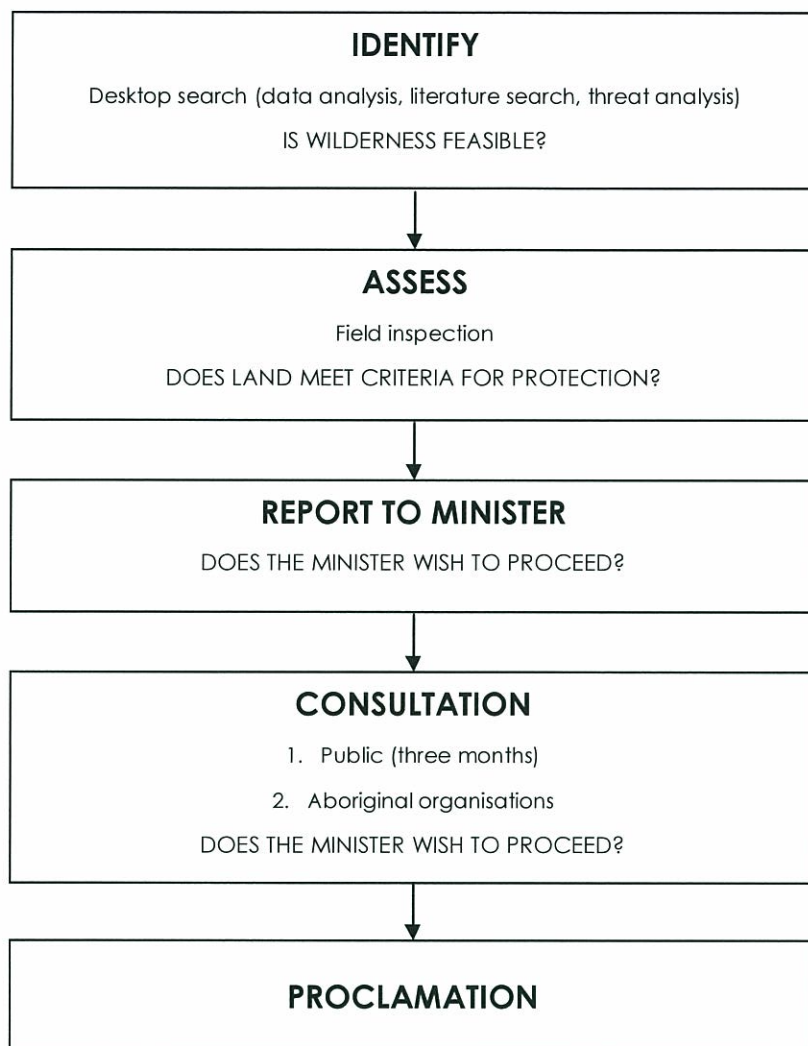 IDENTIFY
Desktop search (data analysis, literature search, threat analysis)
IS WILDERNESS FEASIBLE?
ASSESS
Field inspection
DOES LAND MEET CRITERIA FOR PROTECTION?
REPORT TO MINISTER
DOES THE MINISTER WISH TO PROCEED?
CONSULTATION
1. Public (three months)
2. Aboriginal organisations
DOES THE MINISTER WISH TO PROCEED?
PROCLAMATION